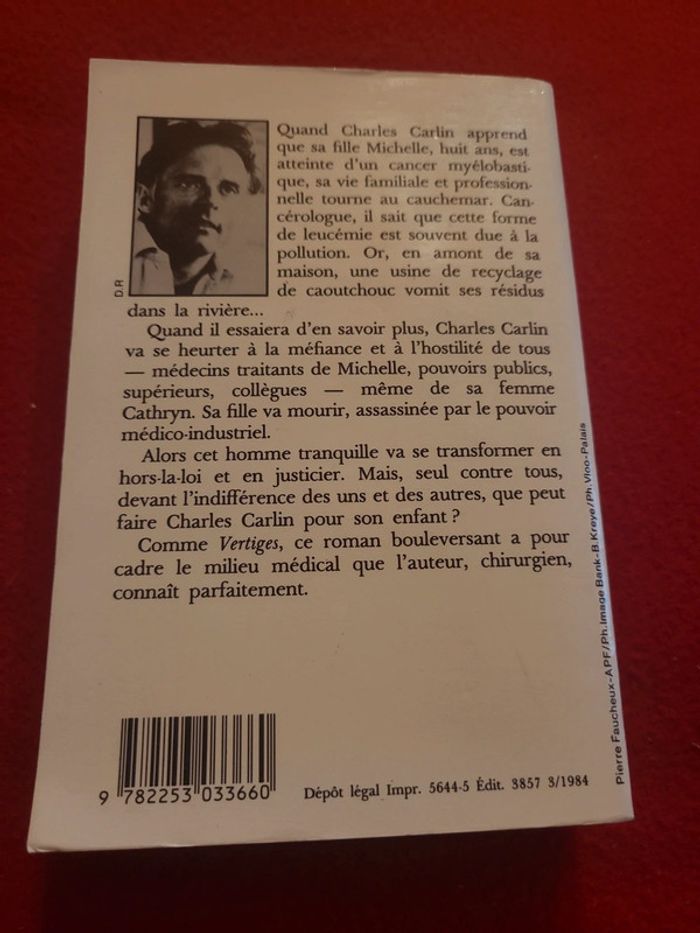 Quand Charles Carlin apprend
que sa fille Michelle, huit ans, est
atteinte d'un cancer myélobasti-
que, sa vie familiale et profession-
nelle tourne au cauchemar. Can-
cérologue, il sait que cette forme
de leucémie est souvent due à la
pollution. Or, en amont de sa
maison, une usine de recyclage
de caoutchouc vomit ses résidus
dans la rivière...
D.R
Quand il essaiera d'en savoir plus, Charles Carlin
va se heurter à la méfiance et à l'hostilité de tous
— médecins traitants de Michelle, pouvoirs publics,
supérieurs, collègues — même de sa femme
Cathryn. Sa fille va mourir, assassinée par le pouvoir
médico-industriel.
Alors cet homme tranquille va se transformer en
hors-la-loi et en justicier. Mais, seul contre tous,
devant l'indifférence des uns et des autres, que peut
faire Charles Carlin pour son enfant ?
Comme Vertiges, ce roman bouleversant a pour
cadre le milieu médical que l'auteur, chirurgien,
connaît parfaitement.
Pierre Faucheux-APF/Ph.Image Bank-B.Kreye/Ph.Vloo-Palais
9 782253 033660
Dépôt légal Impr. 5644-5 Édit. 3857 3/1984